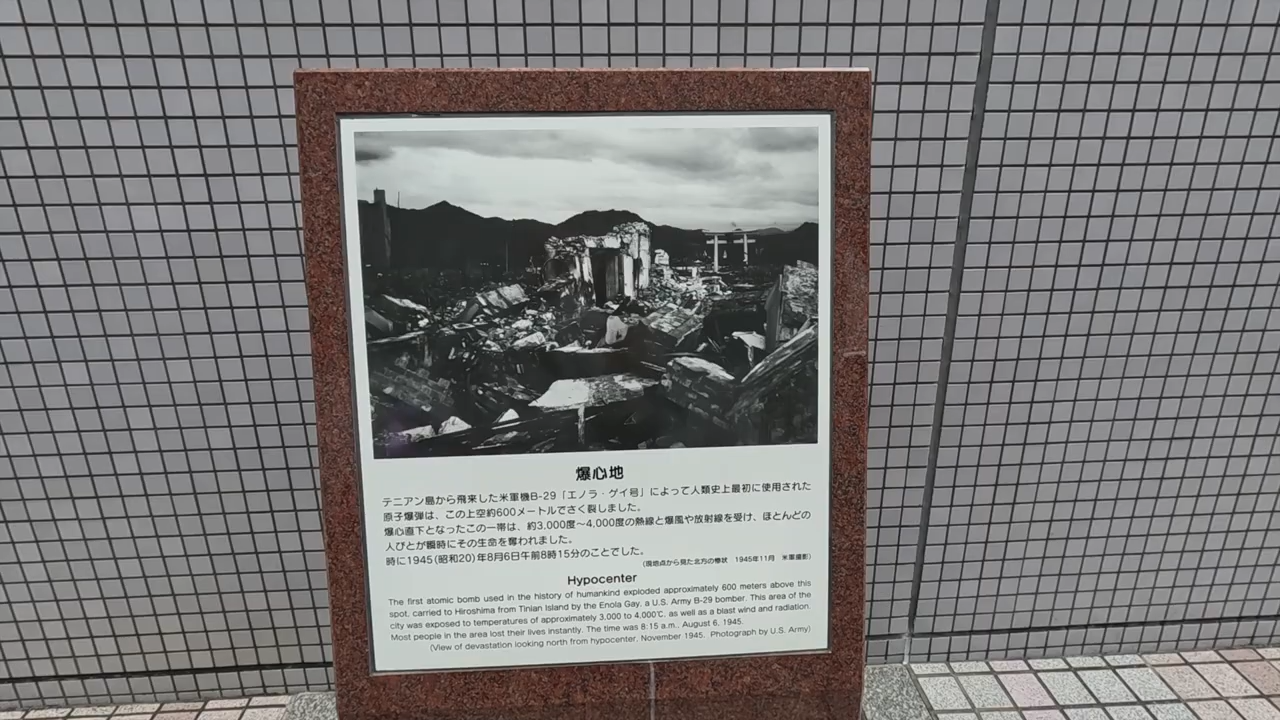 爆心地
テニアン島から飛来した米軍機B-29「エノラ・ゲイ号」によって人類史上最初に使用された
原子爆弾は、この上空約600メートルでさく裂しました。
爆心直下となったこの一帯は、約3,000度〜4,000度の熱線と爆風や放射線を受け、ほとんどの
人びとが瞬時にその生命を奪われました。
時に1945(昭和20)年8月6日午前8時15分のことでした。
(現地点から見た北方の惨状 1945年11月 米軍撮影)
Hypocenter
The first atomic bomb used in the history of humankind exploded approximately 600 meters above this
spot, carried to Hiroshima from Tinian Island by the Enola Gay, a U.S. Army B-29 bomber. This area of the
city was exposed to temperatures of approximately 3,000 to 4,000℃, as well as a blast wind and radiation.
Most people in the area lost their lives instantly. The time was 8:15 a.m., August 6, 1945.
(View of devastation looking north from hypocenter, November 1945. Photograph by U.S. Army)